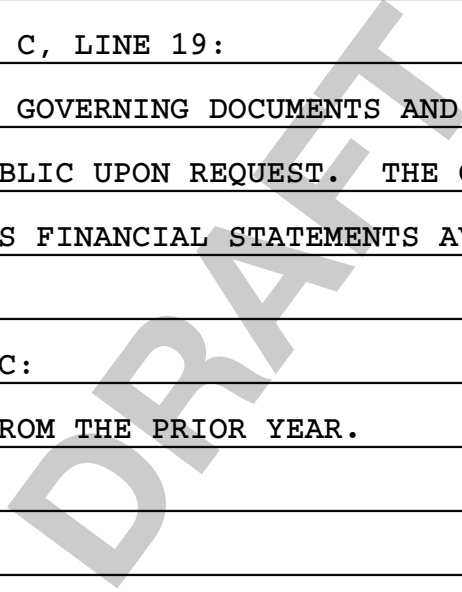 C, LINE 19:
GOVERNING DOCUMENTS AND
BLIC UPON REQUEST. THE
S FINANCIAL STATEMENTS A
C:
ROM THE PRIOR YEAR.
DRAFT